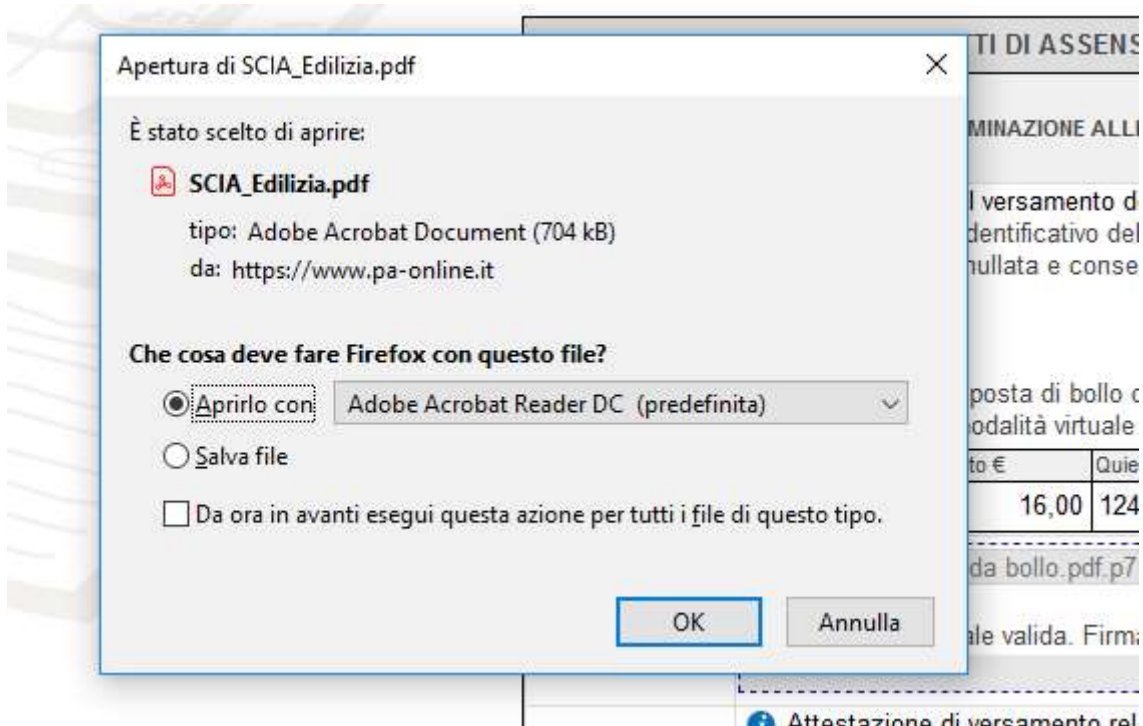 Apertura di SCIA_Edilizia.pdf
È stato scelto di aprire:
SCIA_Edilizia.pdf
tipo: Adobe Acrobat Document (704 kB)
da: https://www.pa-online.it
Che cosa deve fare Firefox con questo file?
Aprirlo con Adobe Acrobat Reader DC (predefinita)
Salva file
Da ora in avanti esegui questa azione per tutti i file di questo tipo.
OK Annulla
TI DI ASSENS
MINAZIONE ALL
l versamento d
dentificativo del
nullata e conse
posta di bollo
odalità virtuale
to € Quie
16,00 124
da bollo.pdf.p7
ale valida. Firma
Attestazione di versamento rel